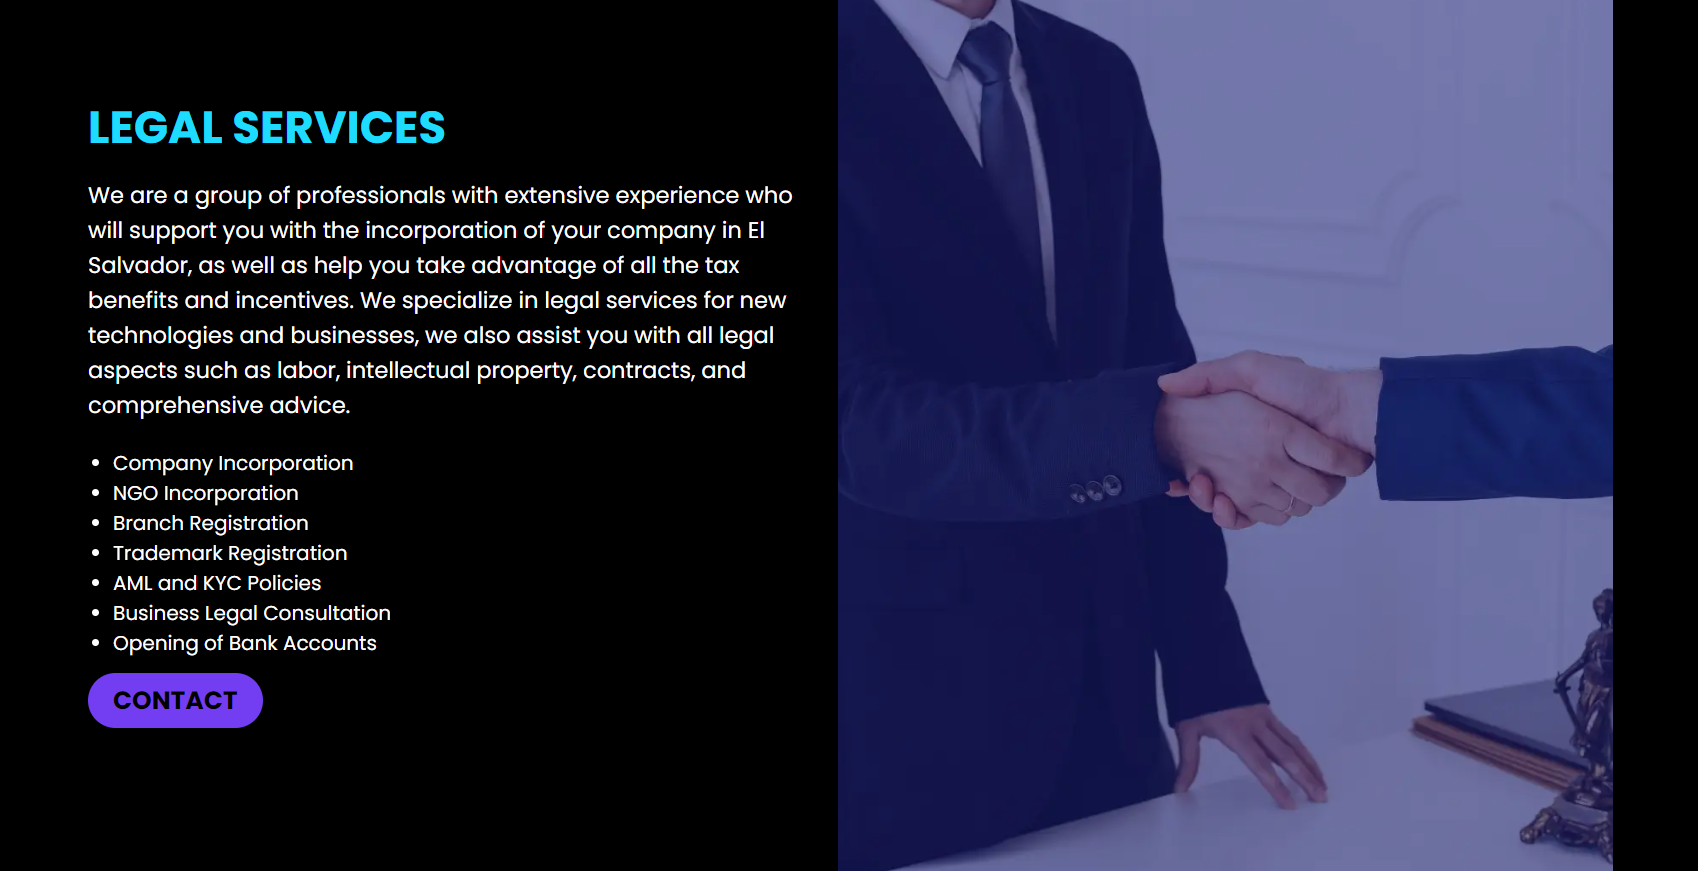 LEGAL SERVICES
We are a group of professionals with extensive experience who
will support you with the incorporation of your company in El
Salvador, as well as help you take advantage of all the tax
benefits and incentives. We specialize in legal services for new
technologies and businesses, we also assist you with all legal
aspects such as labor, intellectual property, contracts, and
comprehensive advice.
• Company Incorporation
• NGO Incorporation
• Branch Registration
• Trademark Registration
• AML and KYC Policies
• Business Legal Consultation
• Opening of Bank Accounts
CONTACT